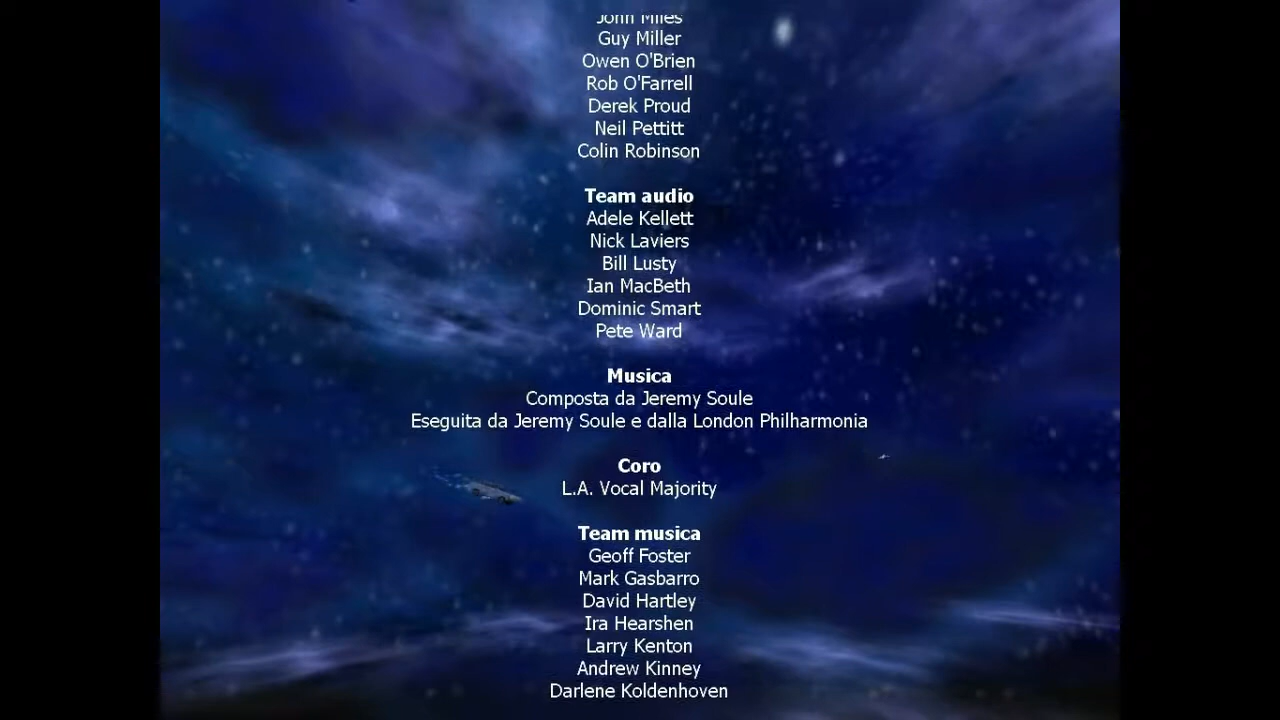 John Miles
Guy Miller
Owen O'Brien
Rob O'Farrell
Derek Proud
Neil Pettitt
Colin Robinson
Team audio
Adele Kellett
Nick Laviers
Bill Lusty
Ian MacBeth
Dominic Smart
Pete Ward
Musica
Composta da Jeremy Soule
Eseguita da Jeremy Soule e dalla London Philharmonia
Coro
L.A. Vocal Majority
Team musica
Geoff Foster
Mark Gasbarro
David Hartley
Ira Hearshen
Larry Kenton
Andrew Kinney
Darlene Koldenhoven